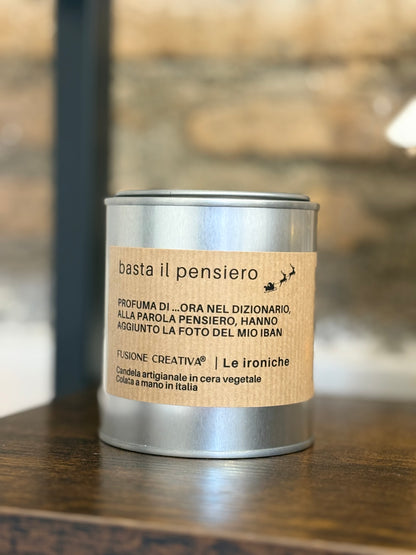 basta il pensiero
PROFUMA DI ...ORA NEL DIZIONARIO,
ALLA PAROLA PENSIERO, HANNO
AGGIUNTO LA FOTO DEL MIO IBAN
FUSIONE CREATIVA® | Le ironiche
Candela artigianale in cera vegetale
Colata a mano in Italia